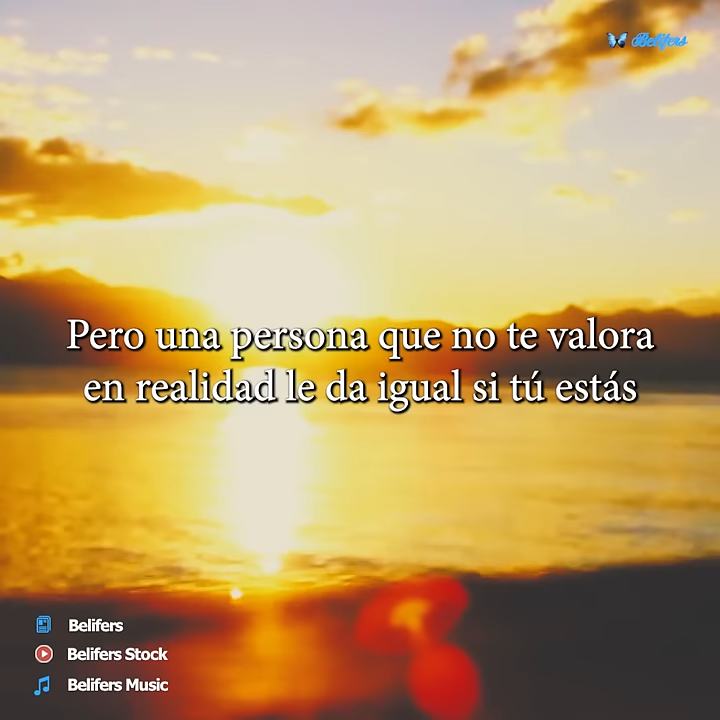 Belifers
Pero una persona que no te valora
en realidad le da igual si tú estás
Belifers
Belifers Stock
Belifers Music